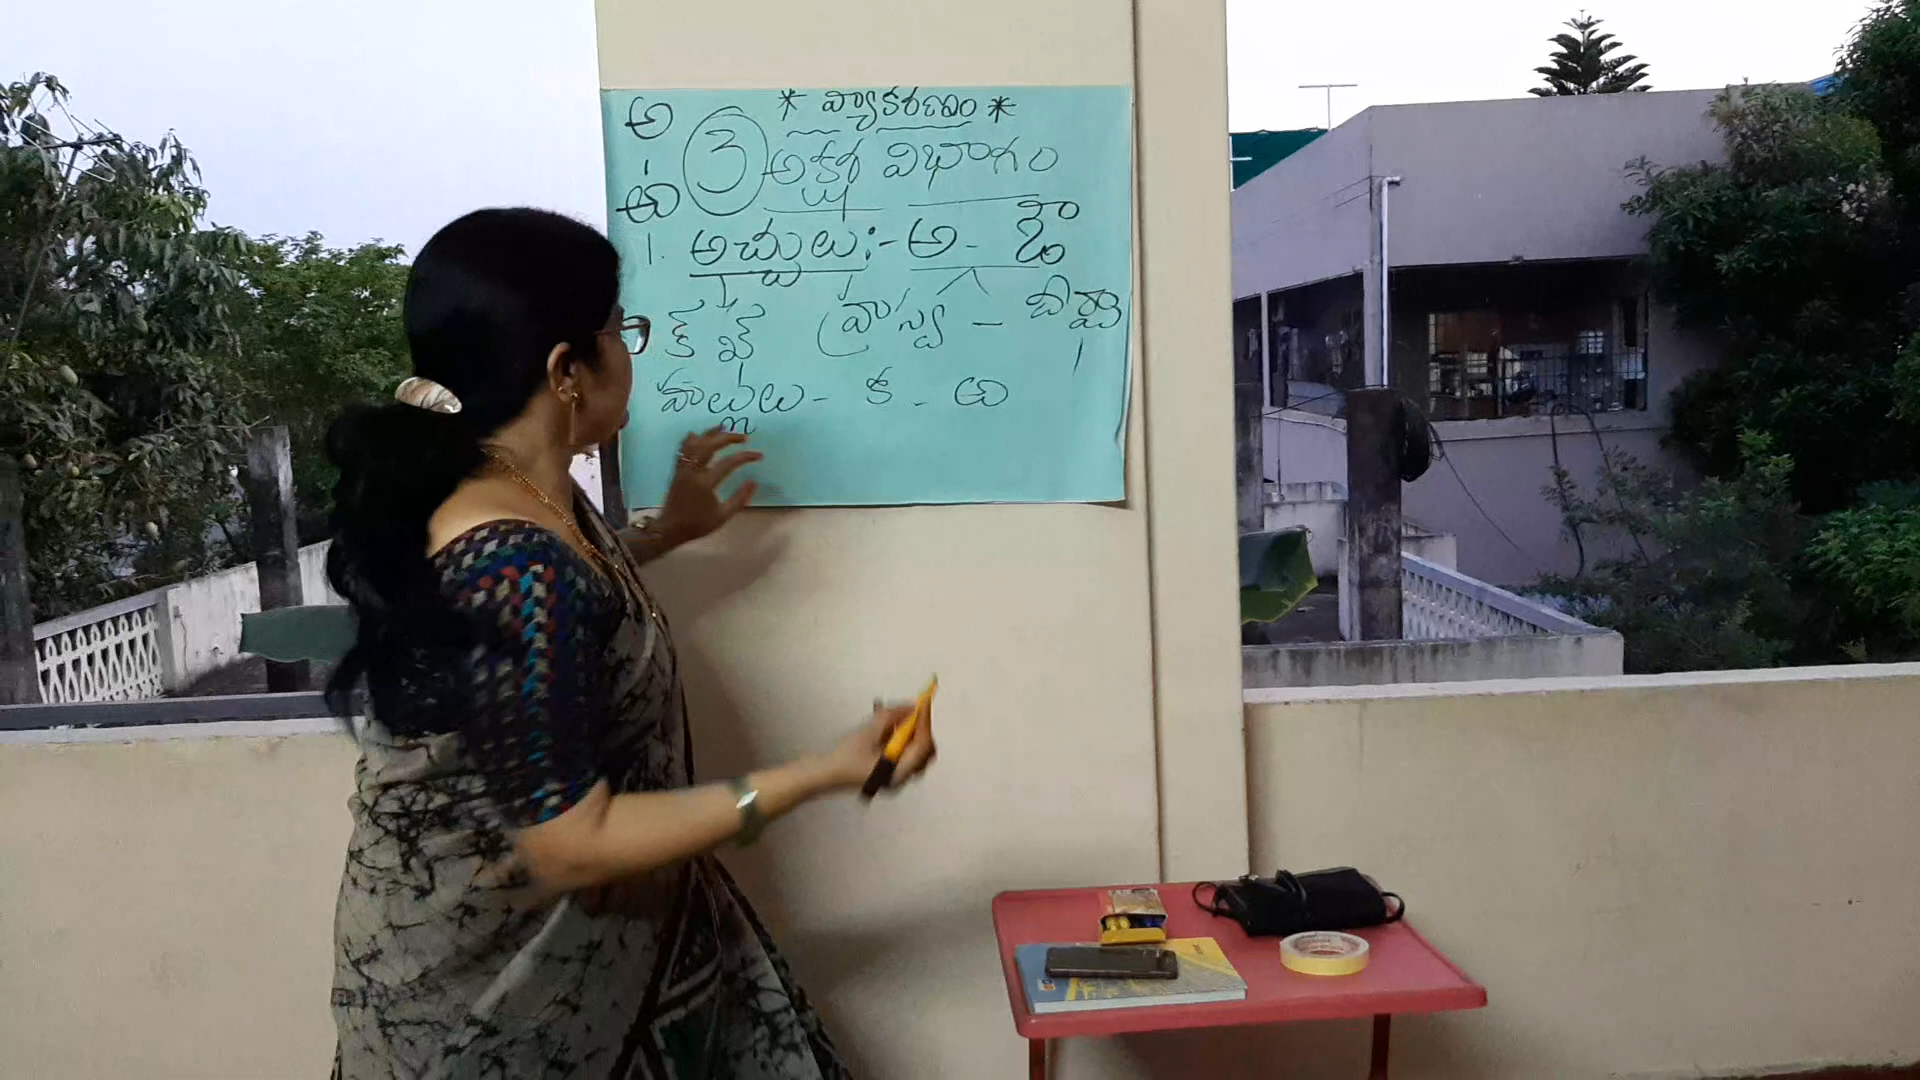 అ * వ్యాకరణం *
3 అక్షర విభాగం
ఱ
1. అచ్చులు:- అ - ఔ
క్ ఖ్ హ్రస్వ - దీర్ఘ
హల్లులు - క - ఱ